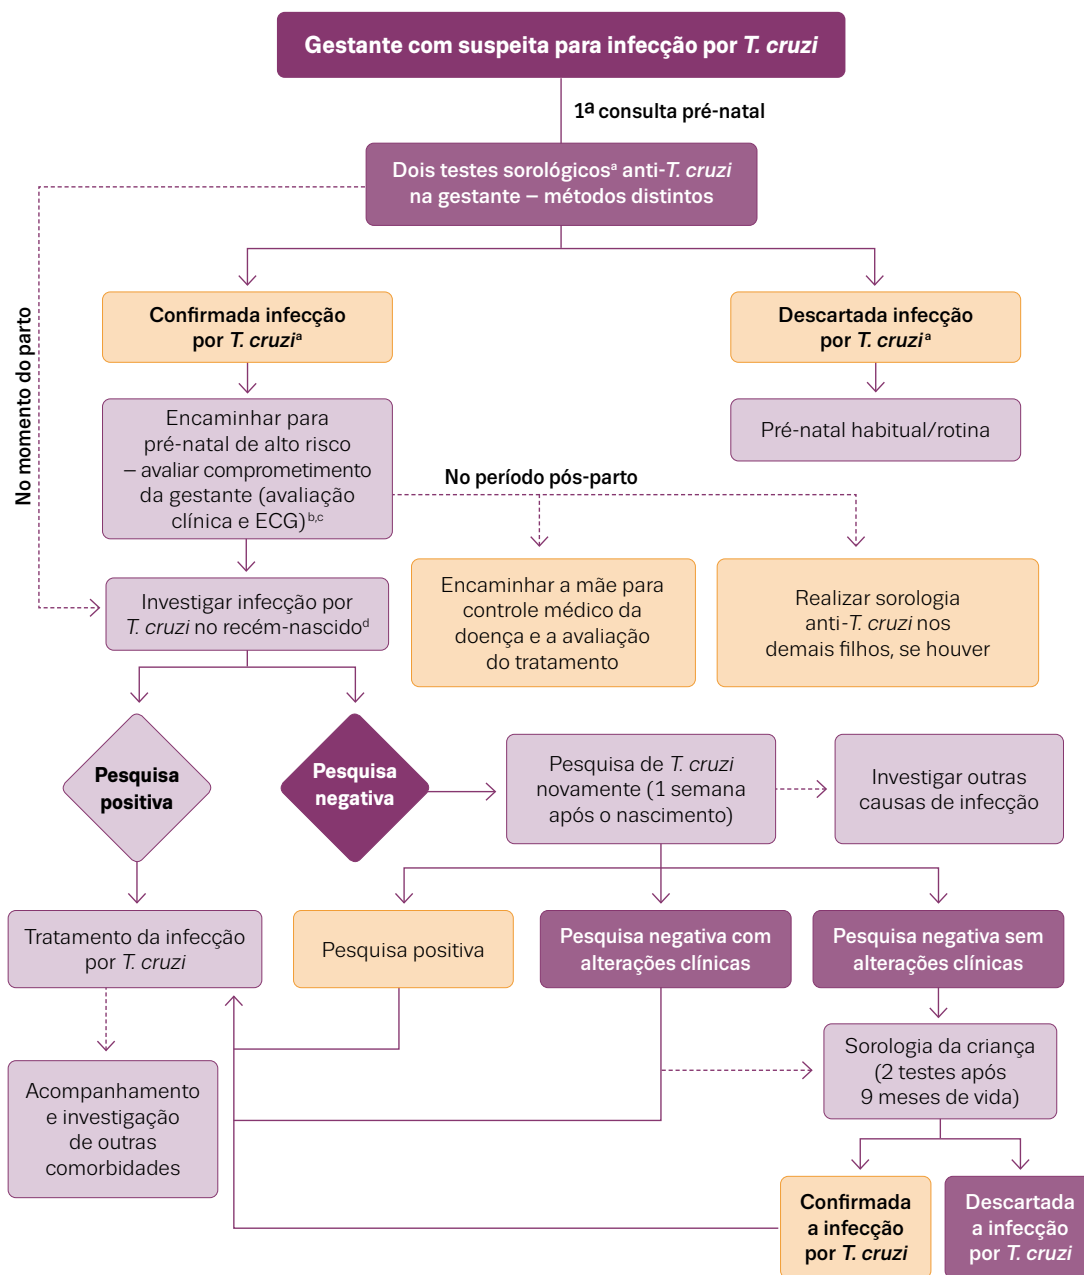 Gestante com suspeita para infecção por T. cruzi
1ª consulta pré-natal
Dois testes sorológicosª anti-T. cruzi
na gestante – métodos distintos
No momento do parto
Confirmada infecção
por T. cruziª
Descartada infecção
por T. cruziª
Encaminhar para
pré-natal de alto risco
– avaliar comprometimento
da gestante (avaliação
clínica e ECG)ᵇ,ᶜ
Pré-natal habitual/rotina
No período pós-parto
Investigar infecção por
T. cruzi no recém-nascidoᵈ
Encaminhar a mãe para
controle médico da
doença e a avaliação
do tratamento
Realizar sorologia
anti-T. cruzi nos
demais filhos, se houver
Pesquisa
positiva
Pesquisa
negativa
Pesquisa de T. cruzi
novamente (1 semana
após o nascimento)
Investigar outras
causas de infecção
Tratamento da infecção
por T. cruzi
Pesquisa positiva
Pesquisa negativa com
alterações clínicas
Pesquisa negativa sem
alterações clínicas
Acompanhamento
e investigação
de outras
comorbidades
Sorologia da criança
(2 testes após
9 meses de vida)
Confirmada
a infecção
por T. cruzi
Descartada
a infecção
por T. cruzi